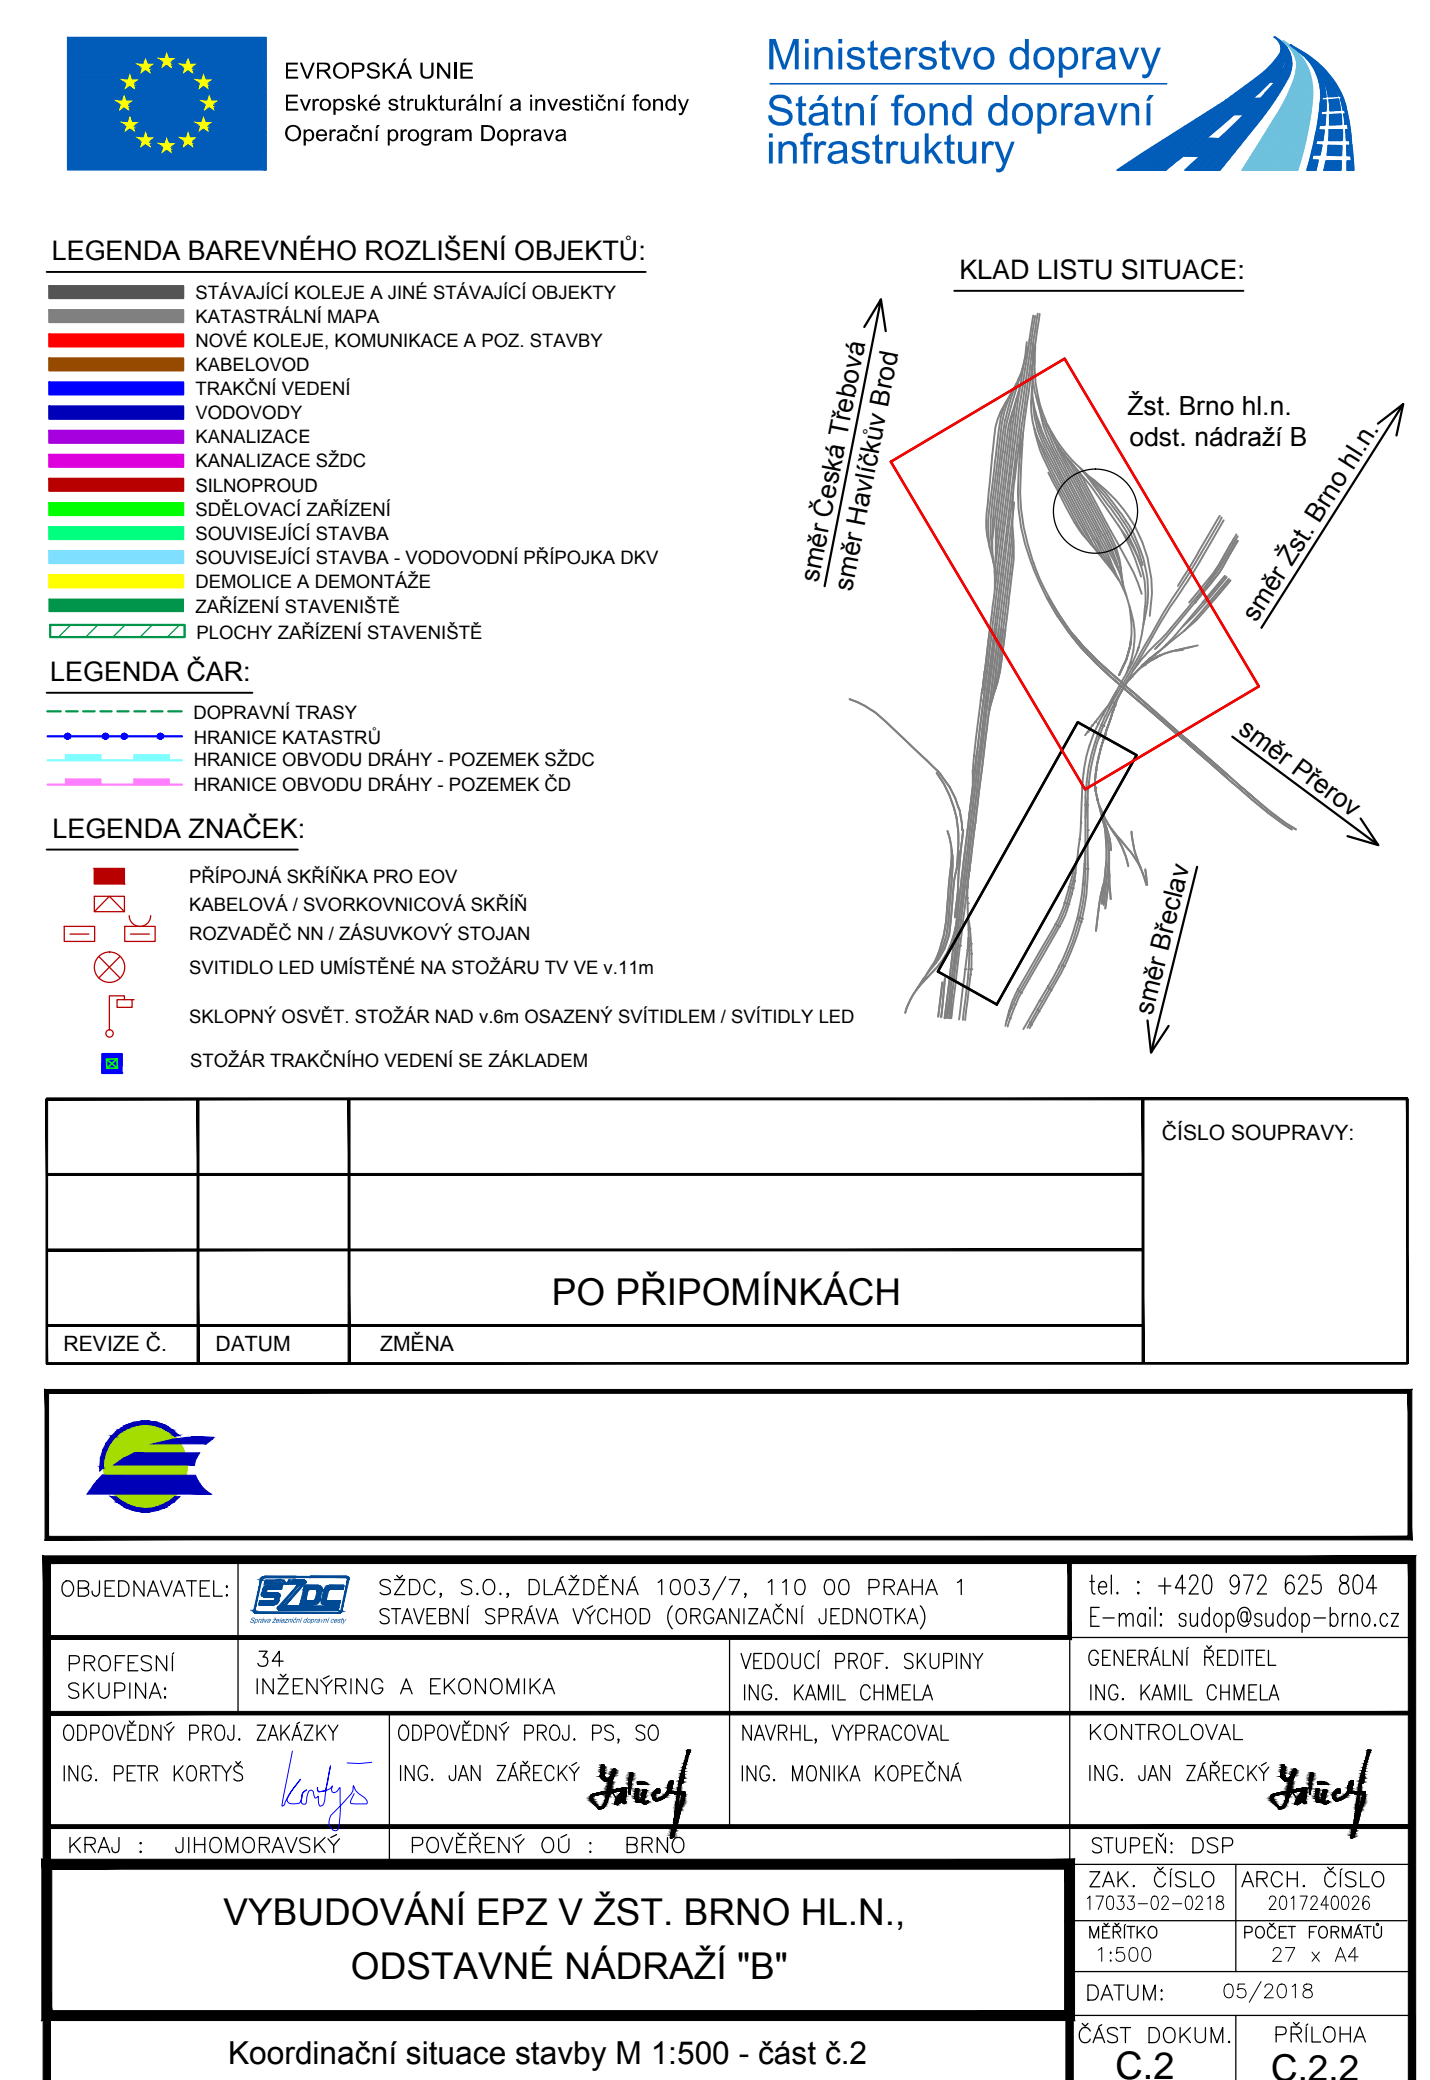 EVROPSKÁ UNIE
Evropské strukturální a investiční fondy
Operační program Doprava
Ministerstvo dopravy
Státní fond dopravní
infrastruktury
LEGENDA BAREVNÉHO ROZLIŠENÍ OBJEKTŮ:
STÁVAJÍCÍ KOLEJE A JINÉ STÁVAJÍCÍ OBJEKTY
KATASTRÁLNÍ MAPA
NOVÉ KOLEJE, KOMUNIKACE A POZ. STAVBY
KABELOVOD
TRAKČNÍ VEDENÍ
VODOVODY
KANALIZACE
KANALIZACE SŽDC
SILNOPROUD
SDĚLOVACÍ ZAŘÍZENÍ
SOUVISEJÍCÍ STAVBA
SOUVISEJÍCÍ STAVBA - VODOVODNÍ PŘÍPOJKA DKV
DEMOLICE A DEMONTÁŽE
ZAŘÍZENÍ STAVENIŠTĚ
PLOCHY ZAŘÍZENÍ STAVENIŠTĚ
LEGENDA ČAR:
DOPRAVNÍ TRASY
HRANICE KATASTRŮ
HRANICE OBVODU DRÁHY - POZEMEK SŽDC
HRANICE OBVODU DRÁHY - POZEMEK ČD
LEGENDA ZNAČEK:
PŘÍPOJNÁ SKŘÍŇKA PRO EOV
KABELOVÁ / SVORKOVNICOVÁ SKŘÍŇ
ROZVADĚČ NN / ZÁSUVKOVÝ STOJAN
SVITIDLO LED UMÍSTĚNÉ NA STOŽÁRU TV VE v.11m
SKLOPNÝ OSVĚT. STOŽÁR NAD v.6m OSAZENÝ SVÍTIDLEM / SVÍTIDLY LED
STOŽÁR TRAKČNÍHO VEDENÍ SE ZÁKLADEM
KLAD LISTU SITUACE:
směr Česká Třebová
směr Havlíčkův Brod
Žst. Brno hl.n.
odst. nádraží B
směr Žst. Brno hl.n.
směr Přerov
směr Břeclav
ČÍSLO SOUPRAVY:
PO PŘIPOMÍNKÁCH
REVIZE Č. DATUM ZMĚNA
OBJEDNAVATEL:
SŽDC
Správa železniční dopravní cesty
SŽDC, S.O., DLÁŽDĚNÁ 1003/7, 110 00 PRAHA 1
STAVEBNÍ SPRÁVA VÝCHOD (ORGANIZAČNÍ JEDNOTKA)
tel. : +420 972 625 804
E-mail: sudop@sudop-brno.cz
PROFESNÍ
SKUPINA:
34
INŽENÝRING A EKONOMIKA
VEDOUCÍ PROF. SKUPINY
ING. KAMIL CHMELA
GENERÁLNÍ ŘEDITEL
ING. KAMIL CHMELA
ODPOVĚDNÝ PROJ. ZAKÁZKY
ING. PETR KORTYŠ
Kortyš
ODPOVĚDNÝ PROJ. PS, SO
ING. JAN ZÁŘECKÝ
NAVRHL, VYPRACOVAL
ING. MONIKA KOPEČNÁ
KONTROLOVAL
ING. JAN ZÁŘECKÝ
KRAJ : JIHOMORAVSKÝ
POVĚŘENÝ OÚ : BRNO
STUPEŇ: DSP
VYBUDOVÁNÍ EPZ V ŽST. BRNO HL.N.,
ODSTAVNÉ NÁDRAŽÍ "B"
ZAK. ČÍSLO
17033-02-0218
ARCH. ČÍSLO
2017240026
MĚŘÍTKO
1:500
POČET FORMÁTŮ
27 x A4
DATUM: 05/2018
Koordinační situace stavby M 1:500 - část č.2
ČÁST DOKUM.
C.2
PŘÍLOHA
C.2.2